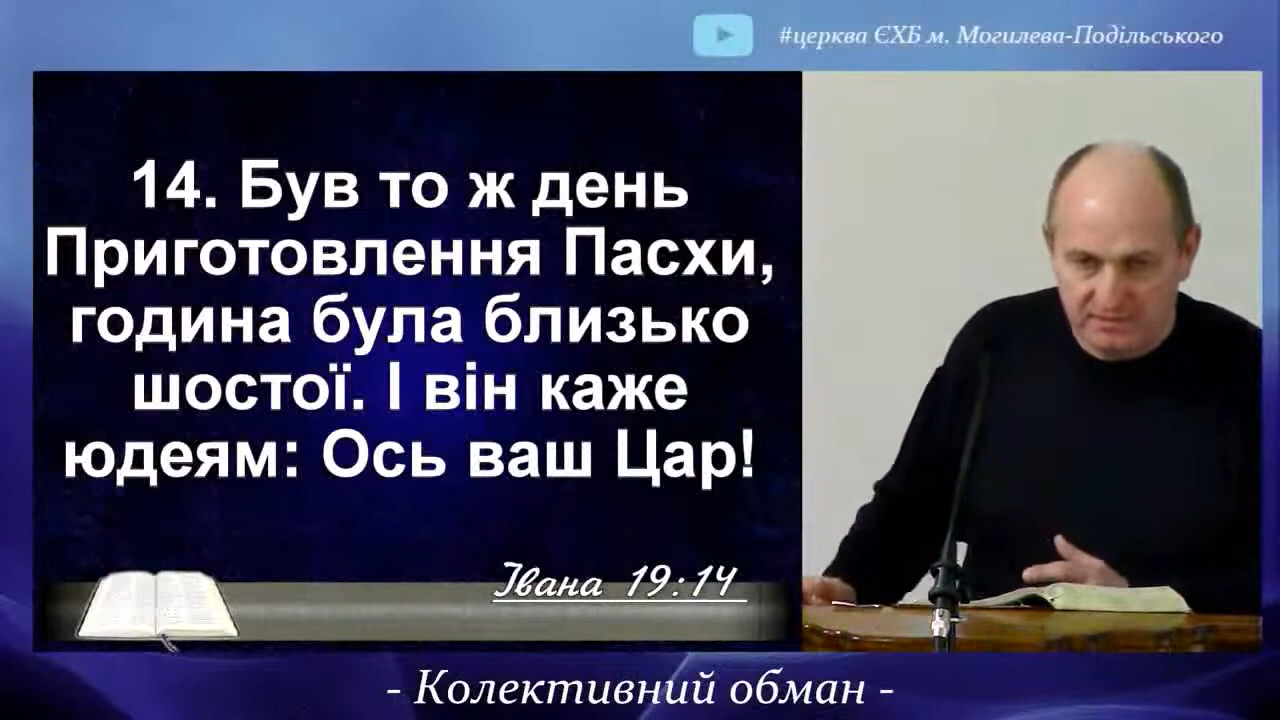 #церква ЄХБ м. Могилева-Подільського
14. Був то ж день
Приготовлення Пасхи,
година була близько
шостої. І він каже
юдеям: Ось ваш Цар!
Івана 19:14
- Колективний обман -